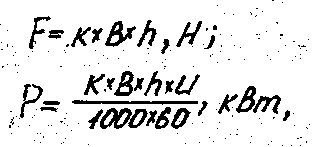 F = K×B×h, H;
P = K×B×h×U / 1000×60, кВт,